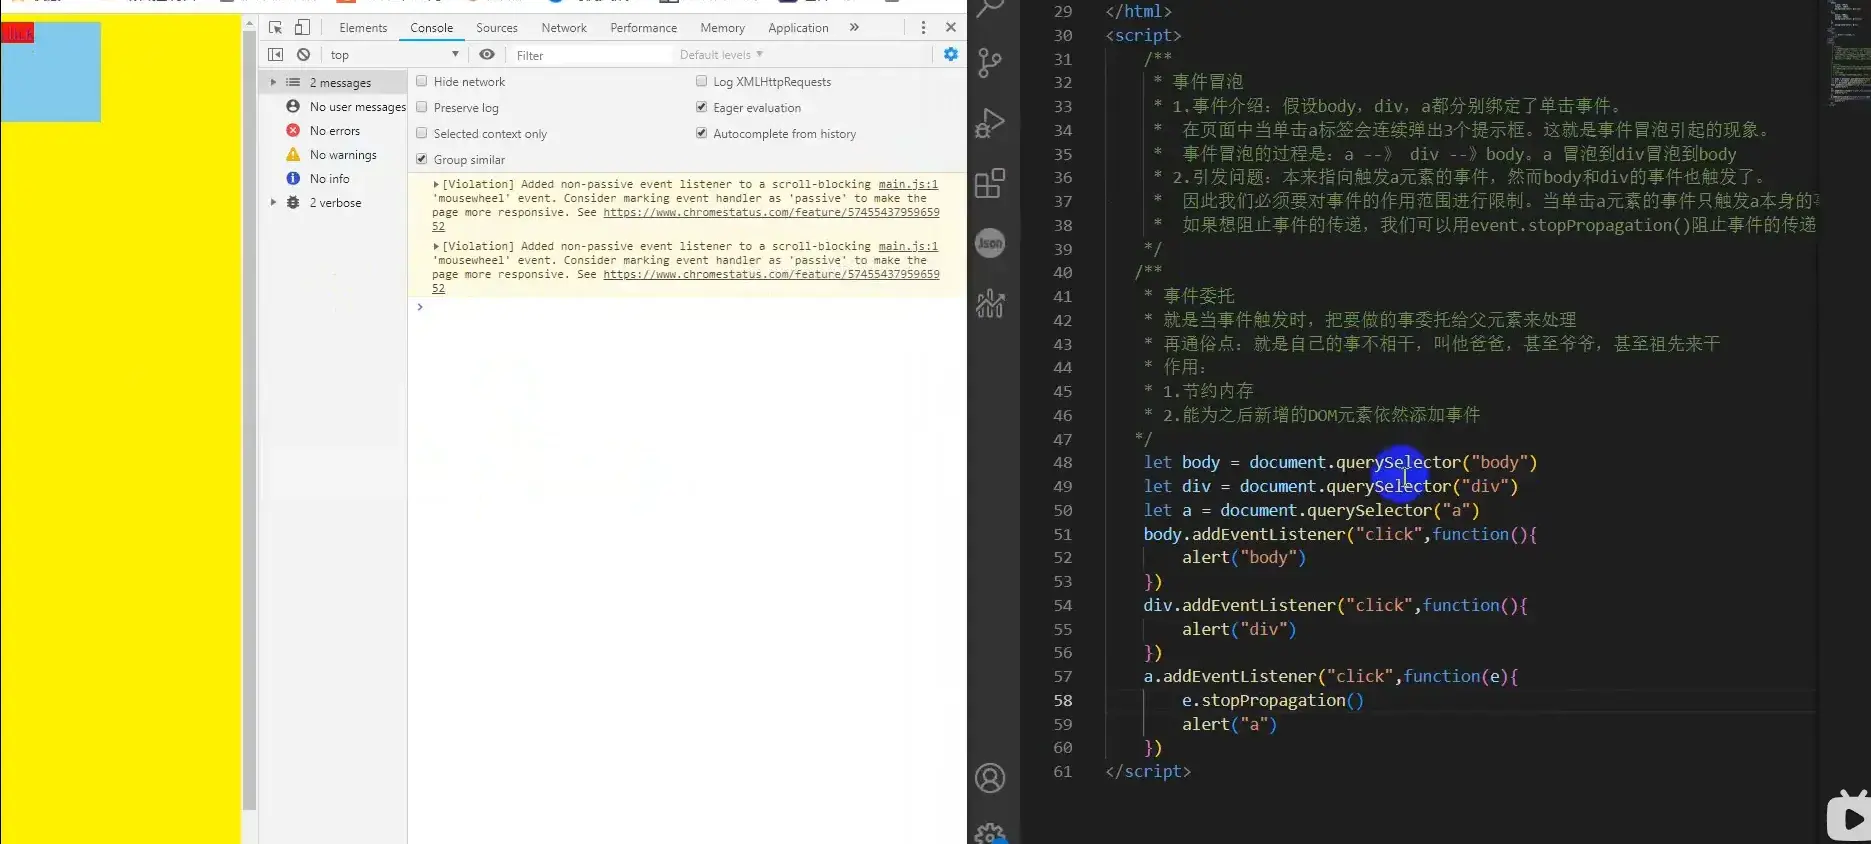 click
Elements Console Sources Network Performance Memory Application »
top Filter Default levels
2 messages
No user messages
No errors
No warnings
No info
2 verbose
Hide network Log XMLHttpRequests
Preserve log Eager evaluation
Selected context only Autocomplete from history
Group similar
[Violation] Added non-passive event listener to a scroll-blocking main.js:1
'mousewheel' event. Consider marking event handler as 'passive' to make the
page more responsive. See https://www.chromestatus.com/feature/57455437959659
52
[Violation] Added non-passive event listener to a scroll-blocking main.js:1
'mousewheel' event. Consider marking event handler as 'passive' to make the
page more responsive. See https://www.chromestatus.com/feature/57455437959659
52
>
Json
29 </html>
30 <script>
31 /**
32 * 事件冒泡
33 * 1.事件介绍：假设body，div，a都分别绑定了单击事件。
34 * 在页面中当单击a标签会连续弹出3个提示框。这就是事件冒泡引起的现象。
35 * 事件冒泡的过程是：a --》 div --》body。a 冒泡到div冒泡到body
36 * 2.引发问题：本来指向触发a元素的事件，然而body和div的事件也触发了。
37 * 因此我们必须要对事件的作用范围进行限制。当单击a元素的事件只触发a本身的
38 * 如果想阻止事件的传递，我们可以用event.stopPropagation()阻止事件的传递
39 */
40 /**
41 * 事件委托
42 * 就是当事件触发时，把要做的事委托给父元素来处理
43 * 再通俗点：就是自己的事不相干，叫他爸爸，甚至爷爷，甚至祖先来干
44 * 作用：
45 * 1.节约内存
46 * 2.能为之后新增的DOM元素依然添加事件
47 */
48 let body = document.querySelector("body")
49 let div = document.querySelector("div")
50 let a = document.querySelector("a")
51 body.addEventListener("click",function(){
52 alert("body")
53 })
54 div.addEventListener("click",function(){
55 alert("div")
56 })
57 a.addEventListener("click",function(e){
58 e.stopPropagation()
59 alert("a")
60 })
61 </script>